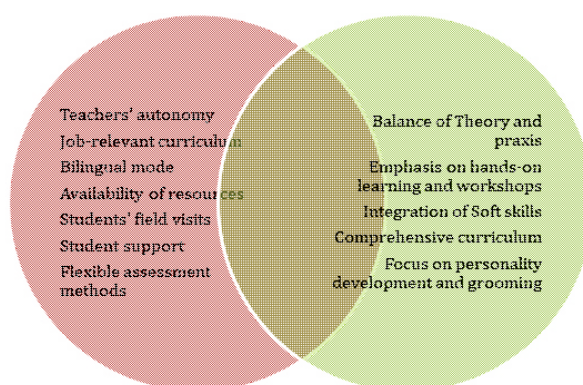 Teachers' autonomy
Job-relevant curriculum
Bilingual mode
Availability of resources
Students' field visits
Student support
Flexible assessment
methods
Balance of Theory and
praxis
Emphasis on hands-on
learning and workshops
Integration of Soft skills
Comprehensive curriculum
Focus on personality
development and grooming